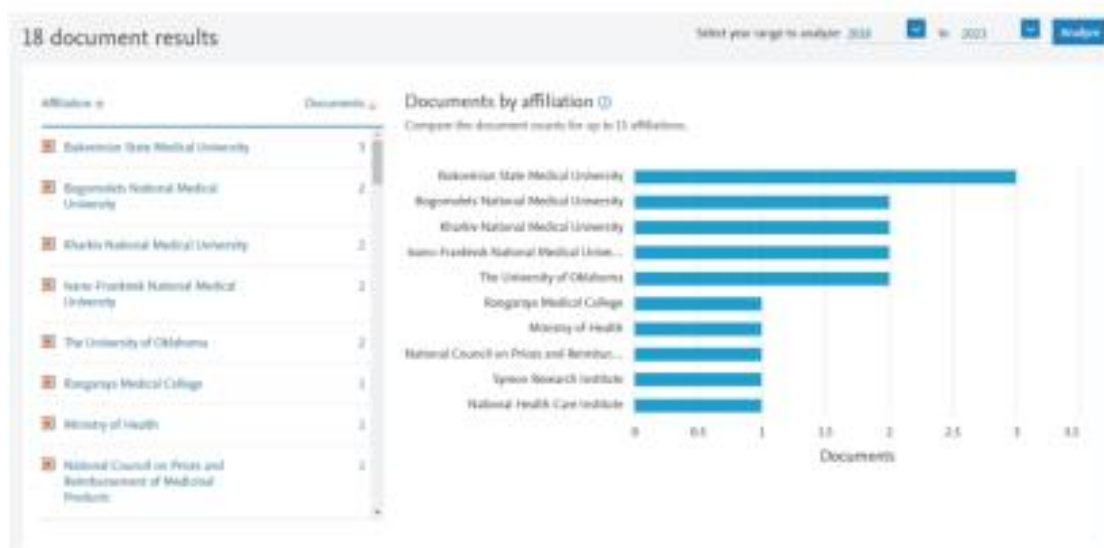 18 document results
Select year range to analyze: to 2023 Analyze
Affiliation Documents
Bukovinian State Medical University 3
Bogomolets National Medical 2
University
Kharkiv National Medical University 2
Ivano-Frankivsk National Medical 2
University
The University of Oklahoma 2
Rangaraya Medical College 1
Ministry of Health 1
National Council on Prices and 1
Reimbursement of Medicinal
Products
Documents by affiliation
Compare the document counts for up to 15 affiliations.
Bukovinian State Medical University
Bogomolets National Medical University
Kharkiv National Medical University
Ivano-Frankivsk National Medical Unive...
The University of Oklahoma
Rangaraya Medical College
Ministry of Health
National Council on Prices and Reimbur...
Syreon Research Institute
National Health Care Institute
0 0.5 1 1.5 2 2.5 3 3.5
Documents